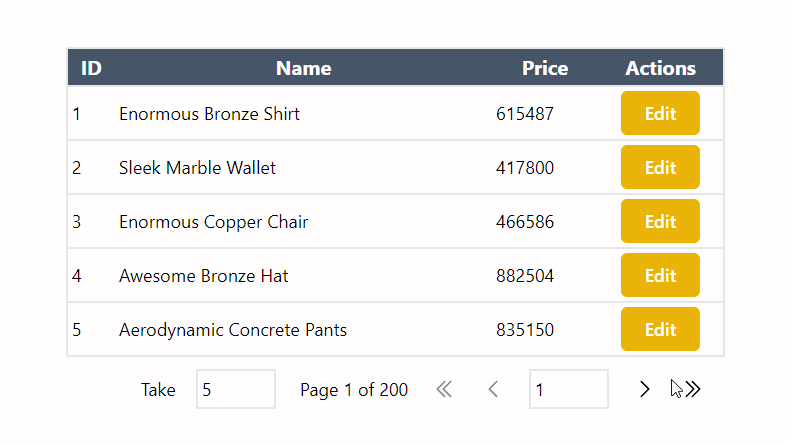 ID Name Price Actions
1 Enormous Bronze Shirt 615487 Edit
2 Sleek Marble Wallet 417800 Edit
3 Enormous Copper Chair 466586 Edit
4 Awesome Bronze Hat 882504 Edit
5 Aerodynamic Concrete Pants 835150 Edit
Take 5 Page 1 of 200 1